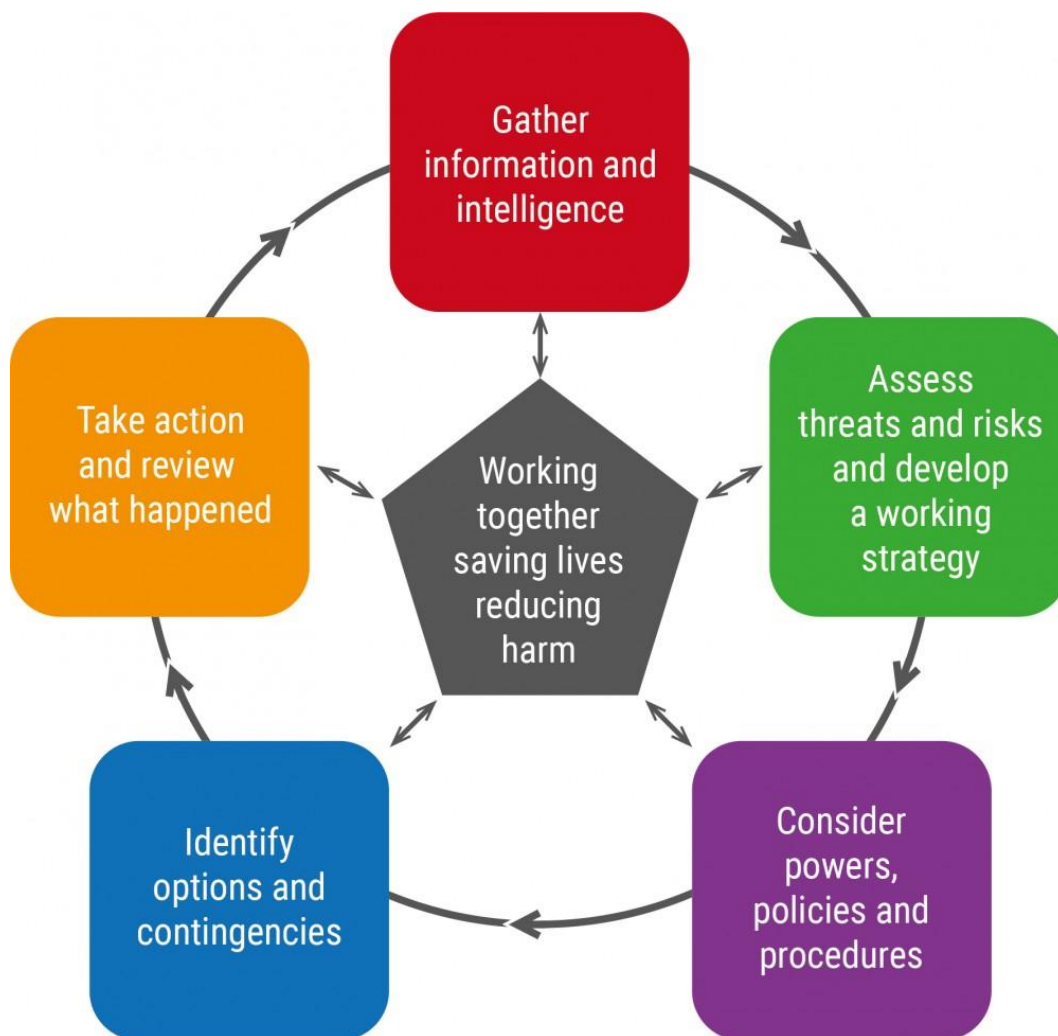 Gather
information and
intelligence
Assess
threats and risks
and develop
a working
strategy
Consider
powers,
policies and
procedures
Identify
options and
contingencies
Take action
and review
what happened
Working
together
saving lives
reducing
harm